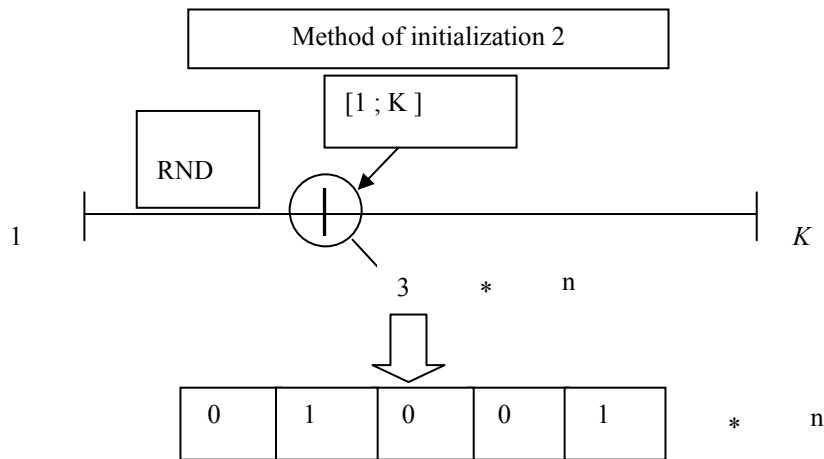 Method of initialization 2
[1 ; K ]
RND
1 K
3 * n
0 1 0 0 1 * n